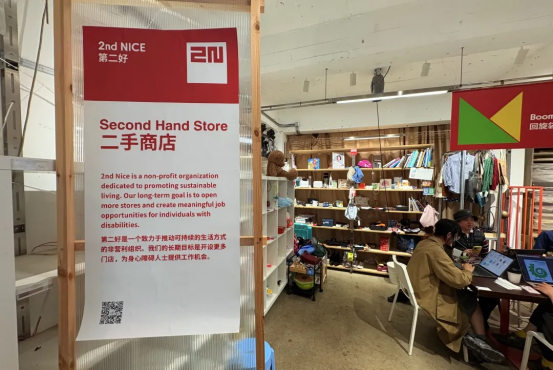 2nd NICE
第二好
2N
Second Hand Store
二手商店
2nd Nice is a non-profit organization
dedicated to promoting sustainable
living. Our long-term goal is to open
more stores and create meaningful job
opportunities for individuals with
disabilities.
第二好是一个致力于推动可持续的生活方式
的非营利组织。我们的长期目标是开设更多
门店，为身心障碍人士提供工作机会。
Boom
回旋袋